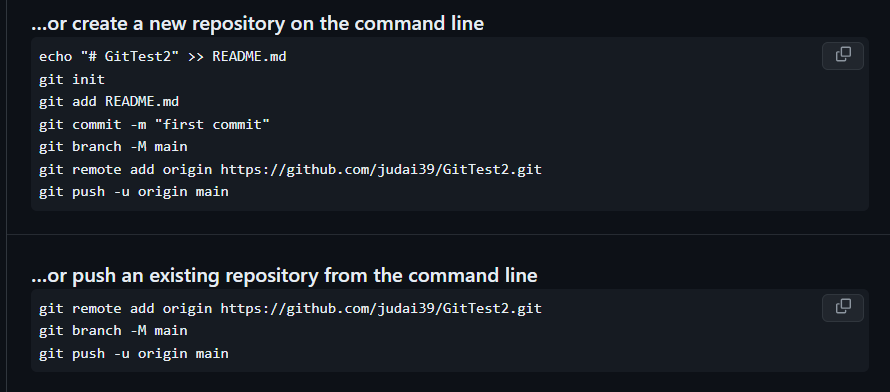 ...or create a new repository on the command line
echo "# GitTest2" >> README.md
git init
git add README.md
git commit -m "first commit"
git branch -M main
git remote add origin https://github.com/judai39/GitTest2.git
git push -u origin main
...or push an existing repository from the command line
git remote add origin https://github.com/judai39/GitTest2.git
git branch -M main
git push -u origin main